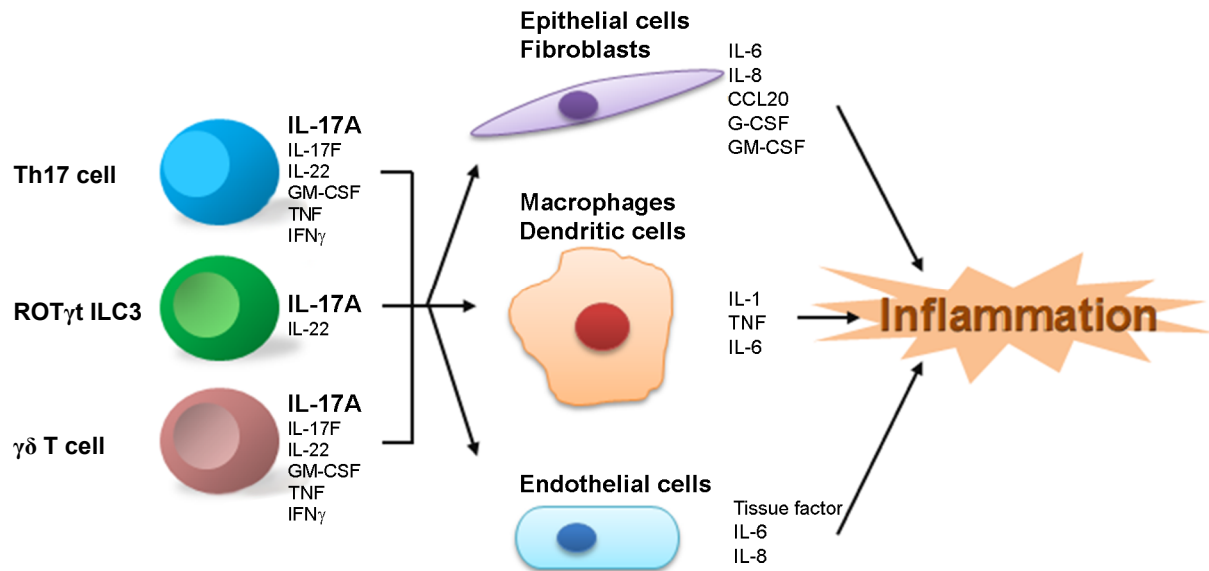 Th17 cell
IL-17A
IL-17F
IL-22
GM-CSF
TNF
IFNγ
ROTγt ILC3
IL-17A
IL-22
γδ T cell
IL-17A
IL-17F
IL-22
GM-CSF
TNF
IFNγ
Epithelial cells
Fibroblasts
IL-6
IL-8
CCL20
G-CSF
GM-CSF
Macrophages
Dendritic cells
IL-1
TNF
IL-6
Endothelial cells
Tissue factor
IL-6
IL-8
Inflammation